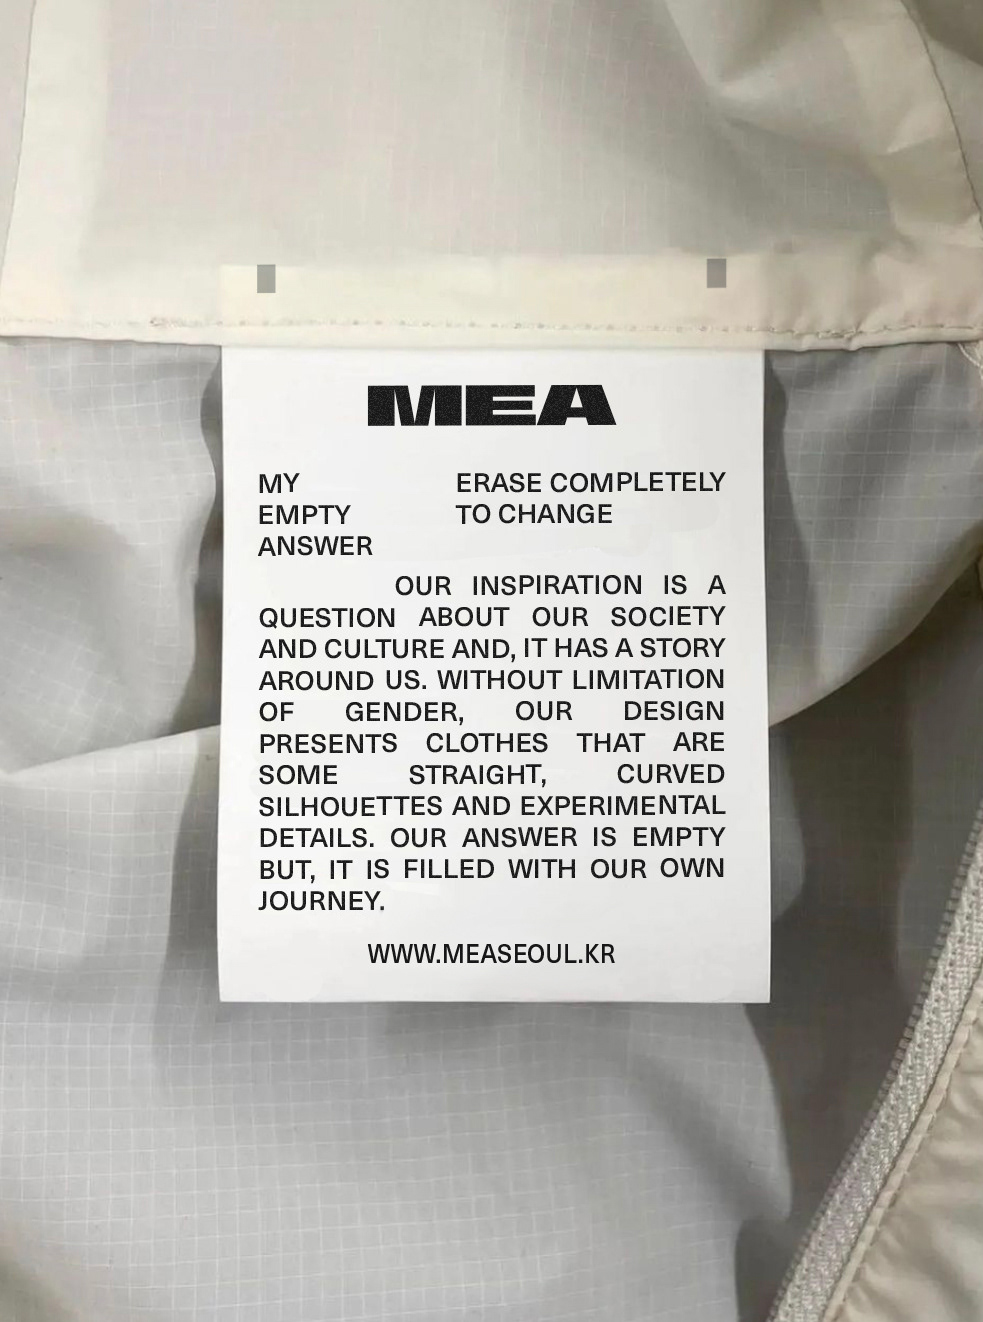 MEA
MY
EMPTY
ANSWER
ERASE COMPLETELY
TO CHANGE
OUR INSPIRATION IS A
QUESTION ABOUT OUR SOCIETY
AND CULTURE AND, IT HAS A STORY
AROUND US. WITHOUT LIMITATION
OF GENDER, OUR DESIGN
PRESENTS CLOTHES THAT ARE
SOME STRAIGHT, CURVED
SILHOUETTES AND EXPERIMENTAL
DETAILS. OUR ANSWER IS EMPTY
BUT, IT IS FILLED WITH OUR OWN
JOURNEY.
WWW.MEASEOUL.KR